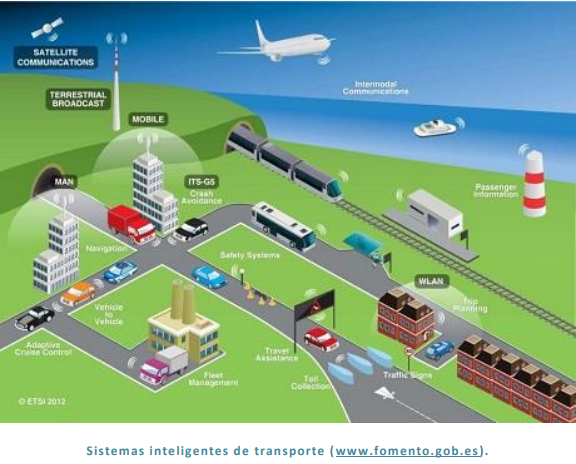 SATELLITE
COMMUNICATIONS
TERRESTRIAL
BROADCAST
MOBILE
Intermodal
Communications
MAN
ITS-G5
Crash
Avoidance
Passenger
Information
Navigation
Safety Systems
WLAN
Trip
Planning
Vehicle
to
Vehicle
Adaptive
Cruise Control
Fleet
Management
Travel
Assistance
Toll
Collection
Traffic Signs
© ETSI 2012
Sistemas inteligentes de transporte (www.fomento.gob.es).